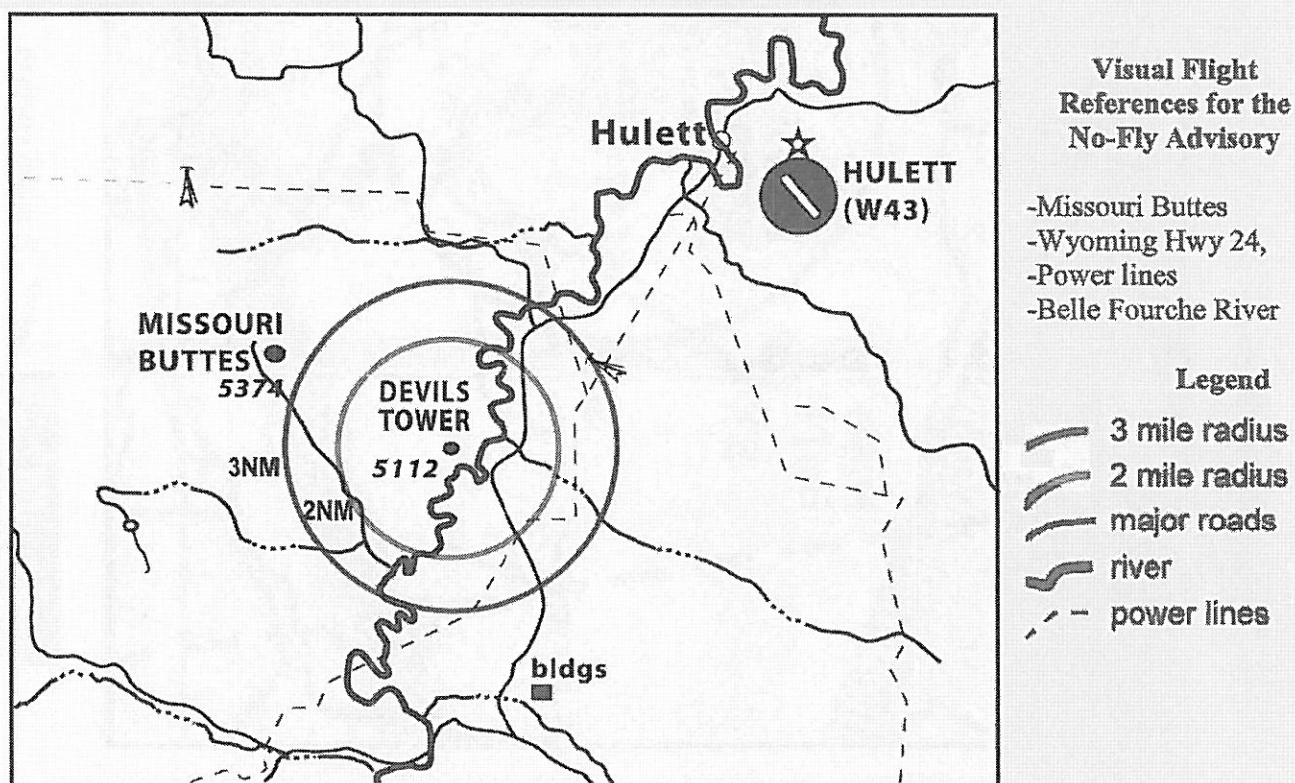 Hulett
HULETT
(W43)
MISSOURI
BUTTES
5374
DEVILS
TOWER
5112
3NM
2NM
bldgs
Visual Flight
References for the
No-Fly Advisory
-Missouri Buttes
-Wyoming Hwy 24,
-Power lines
-Belle Fourche River
Legend
3 mile radius
2 mile radius
major roads
river
power lines